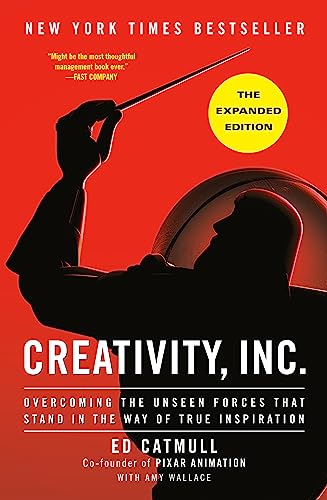 NEW YORK TIMES BESTSELLER
"Might be the most thoughtful
management book ever."
—FAST COMPANY
THE
EXPANDED
EDITION
CREATIVITY, INC.
OVERCOMING THE UNSEEN FORCES THAT
STAND IN THE WAY OF TRUE INSPIRATION
ED CATMULL
Co-founder of PIXAR ANIMATION
WITH AMY WALLACE